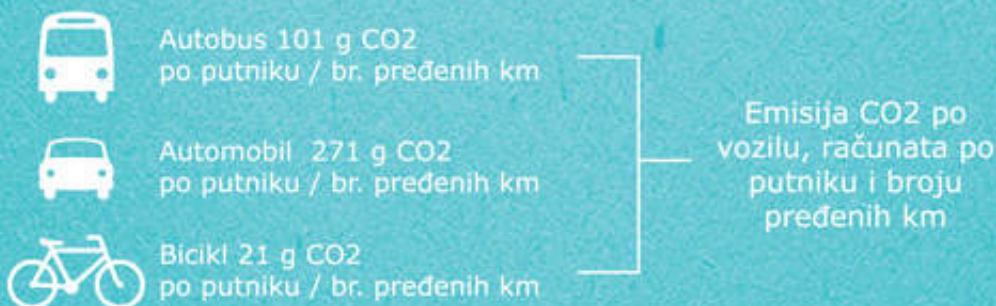 Autobus 101 g CO2
po putniku / br. pređenih km
Automobil 271 g CO2
po putniku / br. pređenih km
Bicikl 21 g CO2
po putniku / br. pređenih km
Emisija CO2 po
vozilu, računata po
putniku i broju
pređenih km